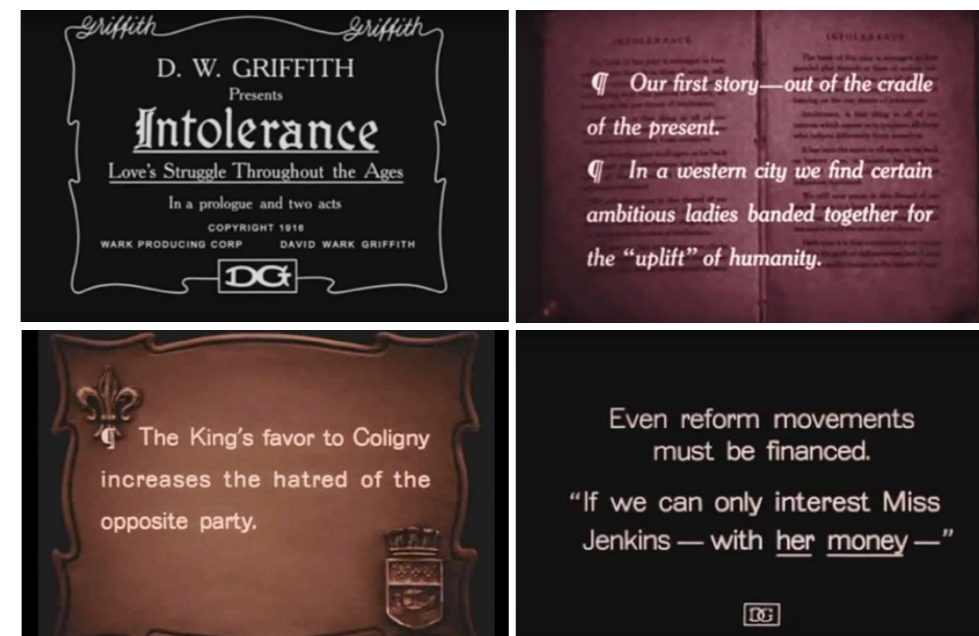 Griffith Griffith
D. W. GRIFFITH
Presents
Intolerance
Love's Struggle Throughout the Ages
In a prologue and two acts
COPYRIGHT 1916
WARK PRODUCING CORP DAVID WARK GRIFFITH
DG
INTOLERANCE INTOLERANCE
¶ Our first story—out of the cradle
of the present.
¶ In a western city we find certain
ambitious ladies banded together for
the “uplift” of humanity.
¶ The King's favor to Coligny
increases the hatred of the
opposite party.
Even reform movements
must be financed.
“If we can only interest Miss
Jenkins — with her money —”
DG